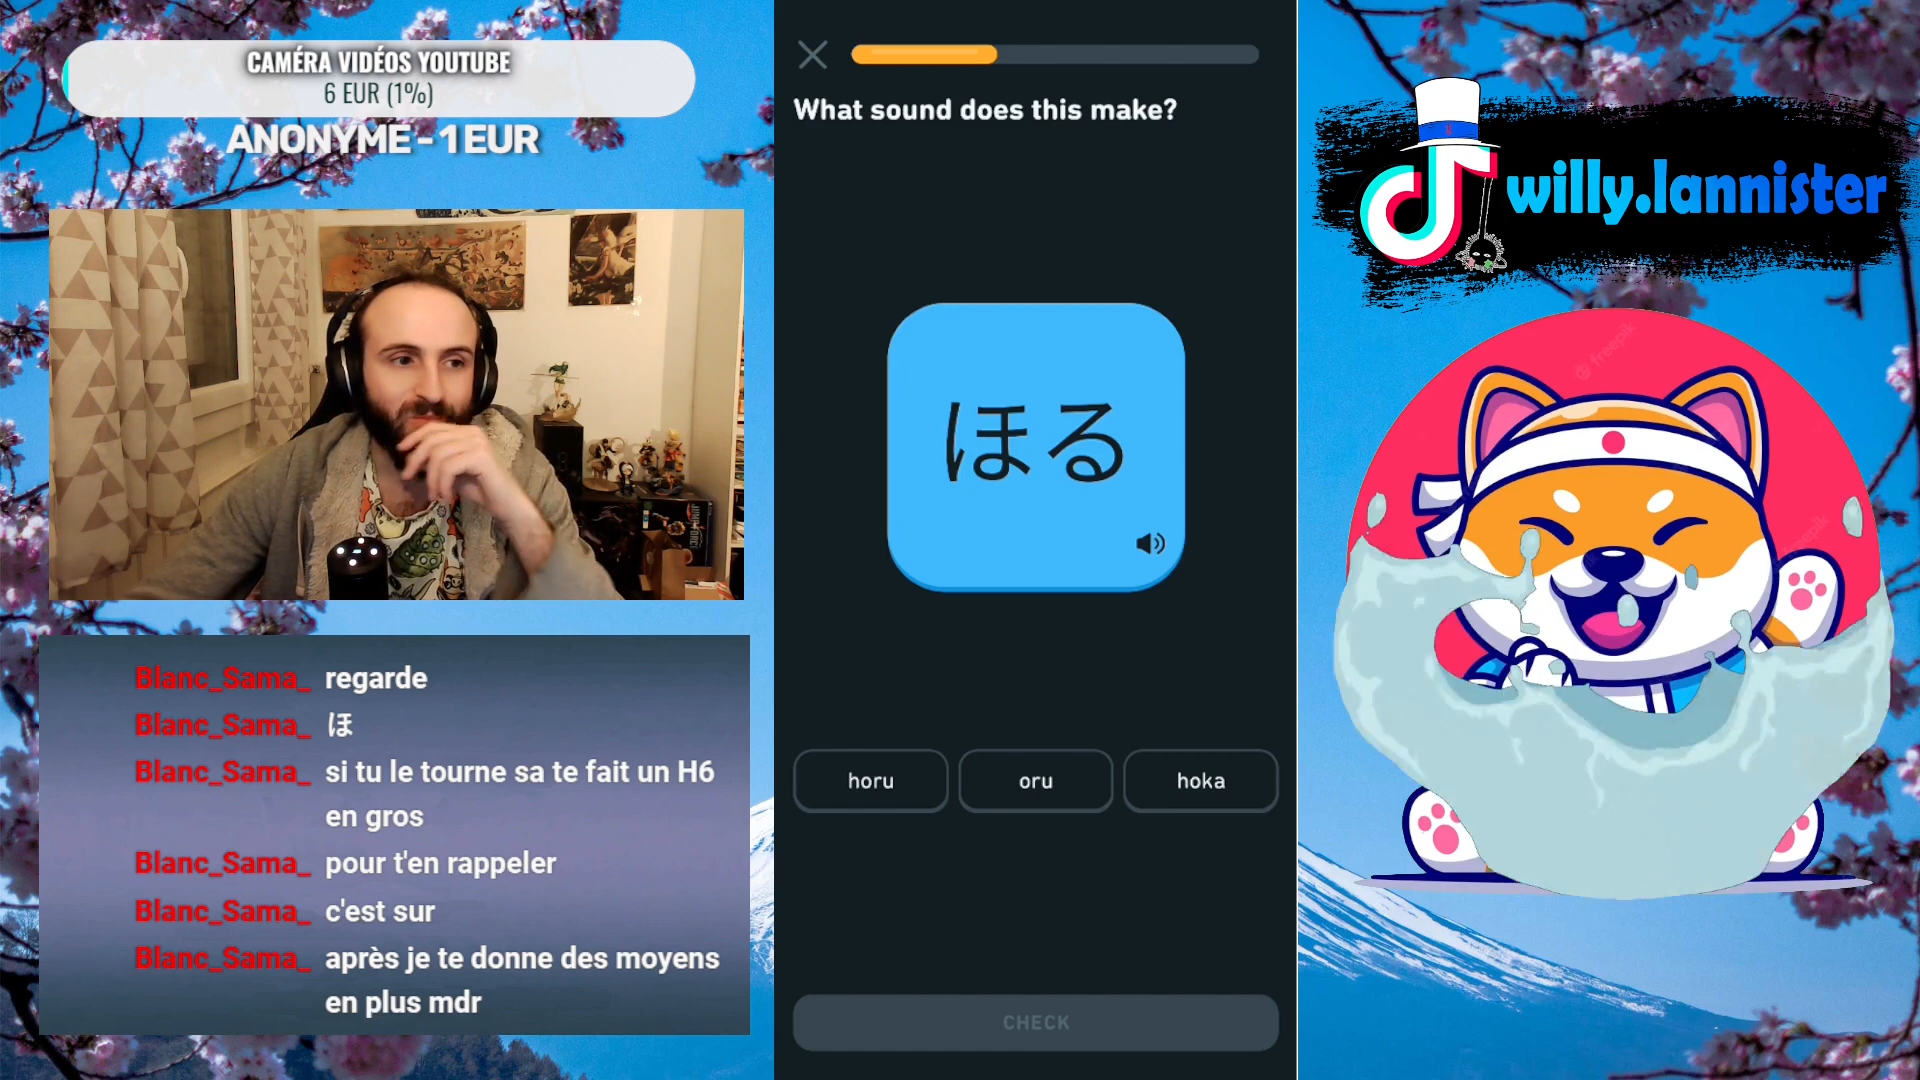 CAMÉRA VIDÉOS YOUTUBE
6 EUR (1%)
ANONYME - 1 EUR
Blanc_Sama_ regarde
Blanc_Sama_ ほ
Blanc_Sama_ si tu le tourne sa te fait un H6
en gros
Blanc_Sama_ pour t'en rappeler
Blanc_Sama_ c'est sur
Blanc_Sama_ après je te donne des moyens
en plus mdr
What sound does this make?
ほる
horu
oru
hoka
CHECK
willy.lannister
freepik